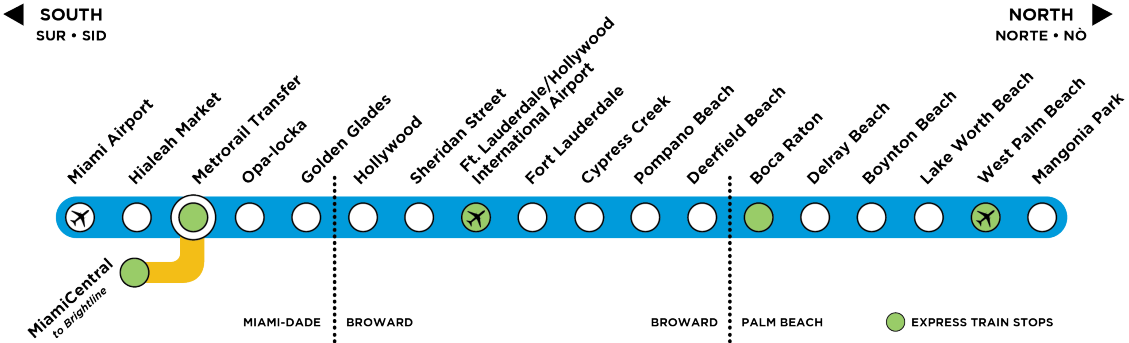 SOUTH
SUR • SID
NORTH
NORTE • NÒ
Miami Airport
Hialeah Market
Metrorail Transfer
Opa-locka
Golden Glades
Hollywood
Sheridan Street
Ft. Lauderdale/Hollywood
International Airport
Fort Lauderdale
Cypress Creek
Pompano Beach
Deerfield Beach
Boca Raton
Delray Beach
Boynton Beach
Lake Worth Beach
West Palm Beach
Mangonia Park
MiamiCentral
to Brightline
MIAMI-DADE
BROWARD
BROWARD
PALM BEACH
EXPRESS TRAIN STOPS